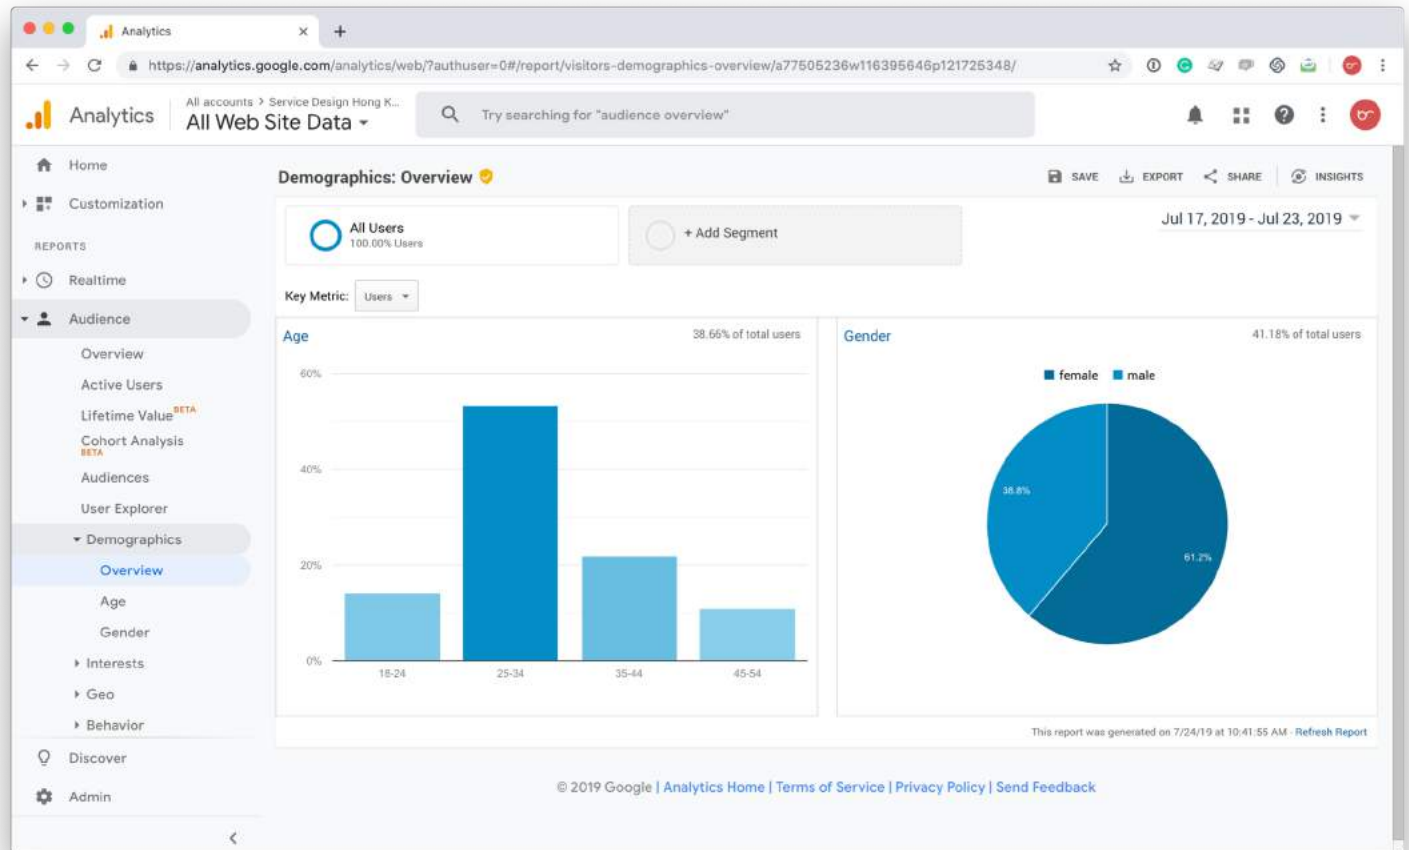 Analytics
https://analytics.google.com/analytics/web/?authuser=0#/report/visitors-demographics-overview/a77505236w116395646p121725348/
Analytics
All accounts > Service Design Hong K...
All Web Site Data
Try searching for "audience overview"
Home
Customization
REPORTS
Realtime
Audience
Overview
Active Users
Lifetime Value BETA
Cohort Analysis
BETA
Audiences
User Explorer
Demographics
Overview
Age
Gender
Interests
Geo
Behavior
Discover
Admin
Demographics: Overview
SAVE
EXPORT
SHARE
INSIGHTS
All Users
100.00% Users
+ Add Segment
Jul 17, 2019 - Jul 23, 2019
Key Metric:
Users
Age
38.66% of total users
60%
40%
20%
0%
18-24
25-34
35-44
45-54
Gender
41.18% of total users
female
male
38.8%
61.2%
This report was generated on 7/24/19 at 10:41:55 AM - Refresh Report
© 2019 Google | Analytics Home | Terms of Service | Privacy Policy | Send Feedback